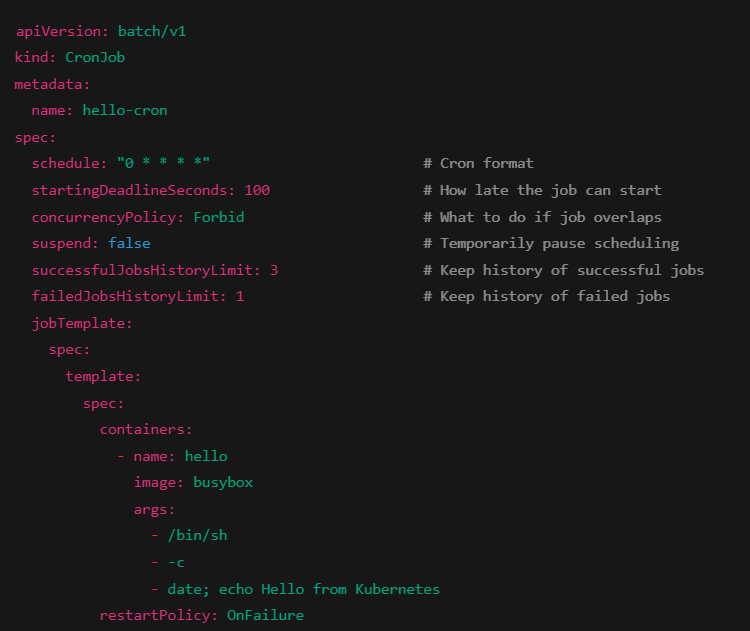 apiVersion: batch/v1
kind: CronJob
metadata:
  name: hello-cron
spec:
  schedule: "0 * * * *"                         # Cron format
  startingDeadlineSeconds: 100                  # How late the job can start
  concurrencyPolicy: Forbid                     # What to do if job overlaps
  suspend: false                                # Temporarily pause scheduling
  successfulJobsHistoryLimit: 3                 # Keep history of successful jobs
  failedJobsHistoryLimit: 1                     # Keep history of failed jobs
  jobTemplate:
    spec:
      template:
        spec:
          containers:
            - name: hello
              image: busybox
              args:
                - /bin/sh
                - -c
                - date; echo Hello from Kubernetes
          restartPolicy: OnFailure